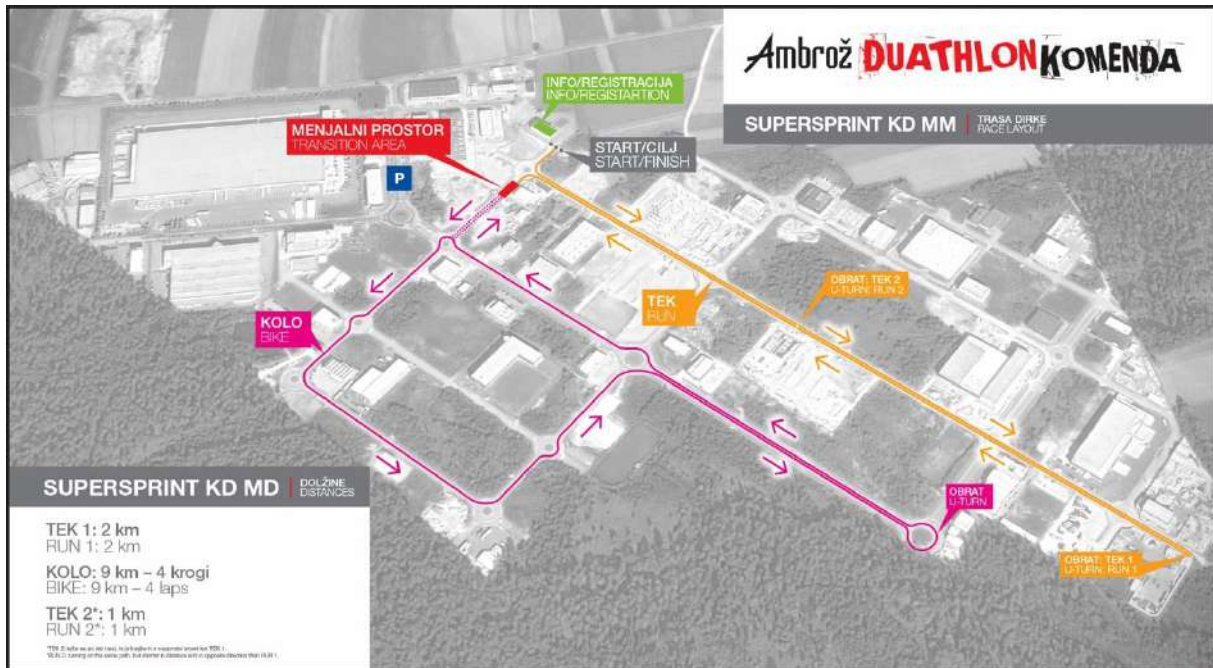 Ambrož DUATHLON KOMENDA
SUPERSPRINT KD MM
TRASA DIRKE
RACE LAYOUT
INFO/REGISTRACIJA
INFO/REGISTARTION
MENJALNI PROSTOR
TRANSITION AREA
START/CILJ
START/FINISH
P
OBRAT: TEK 2
U-TURN: RUN 2
TEK
RUN
KOLO
BIKE
OBRAT
U-TURN
OBRAT: TEK 1
U-TURN: RUN 1
SUPERSPRINT KD MD
DOLŽINE
DISTANCES
TEK 1: 2 km
RUN 1: 2 km
KOLO: 9 km – 4 krogi
BIKE: 9 km – 4 laps
TEK 2*: 1 km
RUN 2*: 1 km